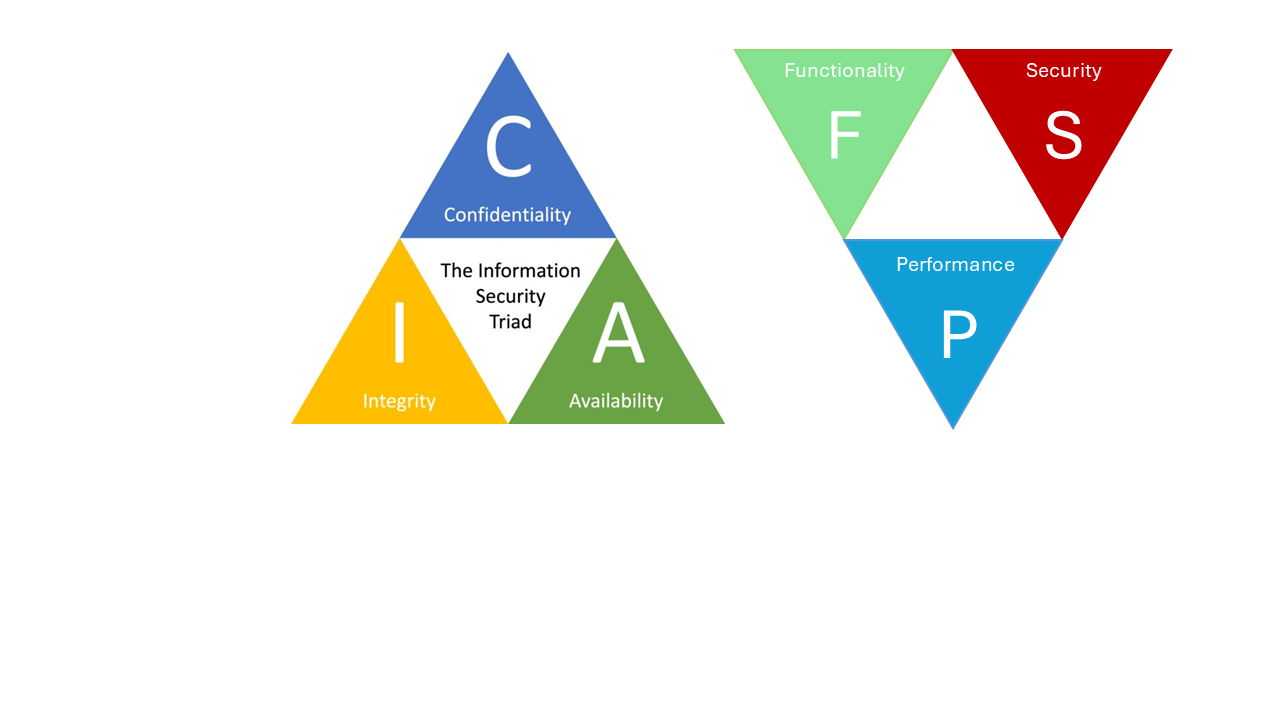 C
Confidentiality
The Information
Security
Triad
I
Integrity
A
Availability
Functionality
F
Security
S
Performance
P